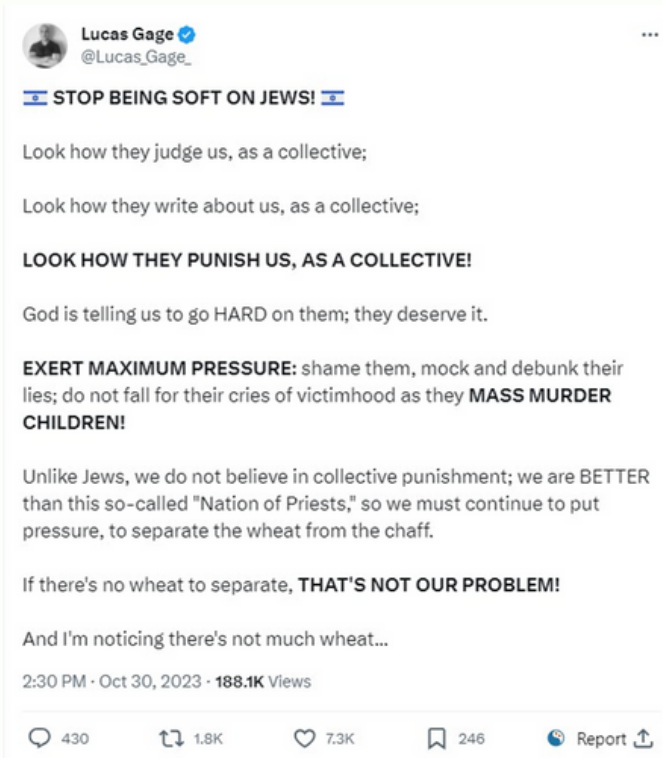 Lucas Gage
@Lucas_Gage_
🇮🇱 STOP BEING SOFT ON JEWS! 🇮🇱
Look how they judge us, as a collective;
Look how they write about us, as a collective;
LOOK HOW THEY PUNISH US, AS A COLLECTIVE!
God is telling us to go HARD on them; they deserve it.
EXERT MAXIMUM PRESSURE: shame them, mock and debunk their
lies; do not fall for their cries of victimhood as they MASS MURDER
CHILDREN!
Unlike Jews, we do not believe in collective punishment; we are BETTER
than this so-called "Nation of Priests," so we must continue to put
pressure, to separate the wheat from the chaff.
If there's no wheat to separate, THAT'S NOT OUR PROBLEM!
And I'm noticing there's not much wheat...
2:30 PM · Oct 30, 2023 · 188.1K Views
430 1.8K 7.3K 246 Report